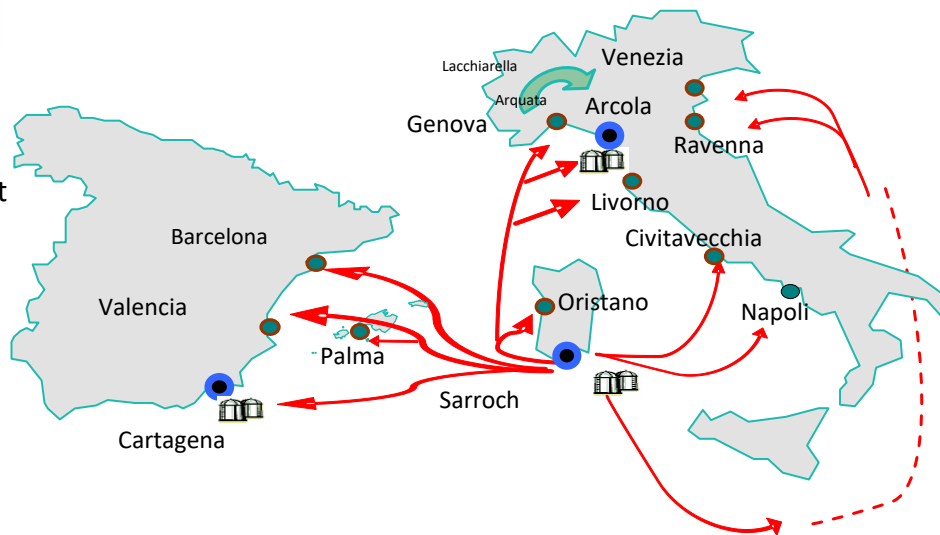 Venezia
Lacchiarella
Arquata
Arcola
Genova
Ravenna
t
Livorno
Barcelona
Civitavecchia
Valencia
Oristano
Napoli
Palma
Sarroch
Cartagena